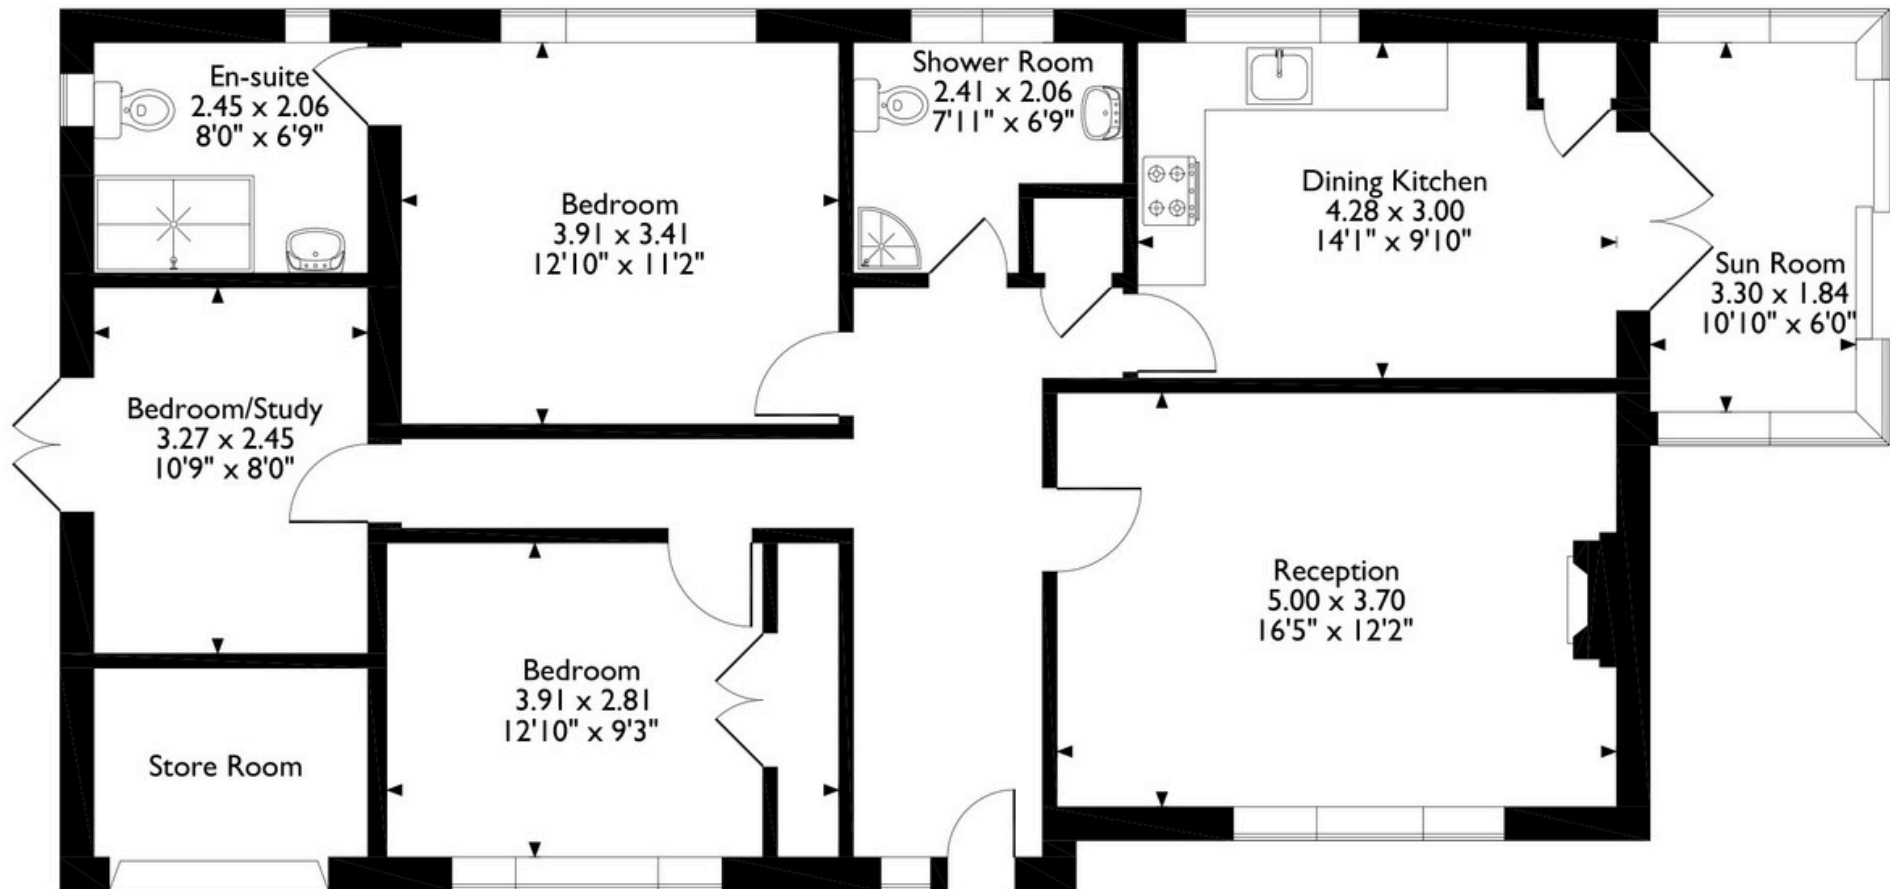 En-suite
2.45 x 2.06
8'0" x 6'9"
Bedroom
3.91 x 3.41
12'10" x 11'2"
Shower Room
2.41 x 2.06
7'11" x 6'9"
Dining Kitchen
4.28 x 3.00
14'1" x 9'10"
Sun Room
3.30 x 1.84
10'10" x 6'0"
Bedroom/Study
3.27 x 2.45
10'9" x 8'0"
Reception
5.00 x 3.70
16'5" x 12'2"
Bedroom
3.91 x 2.81
12'10" x 9'3"
Store Room